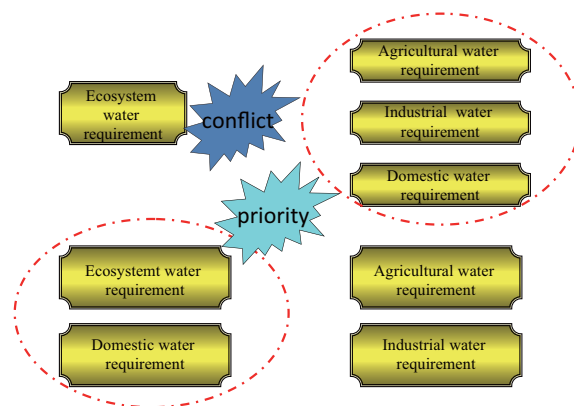 Agricultural water
requirement
Ecosystem
water
requirement
conflict
Industrial water
requirement
Domestic water
requirement
priority
Ecosystemt water
requirement
Agricultural water
requirement
Domestic water
requirement
Industrial water
requirement